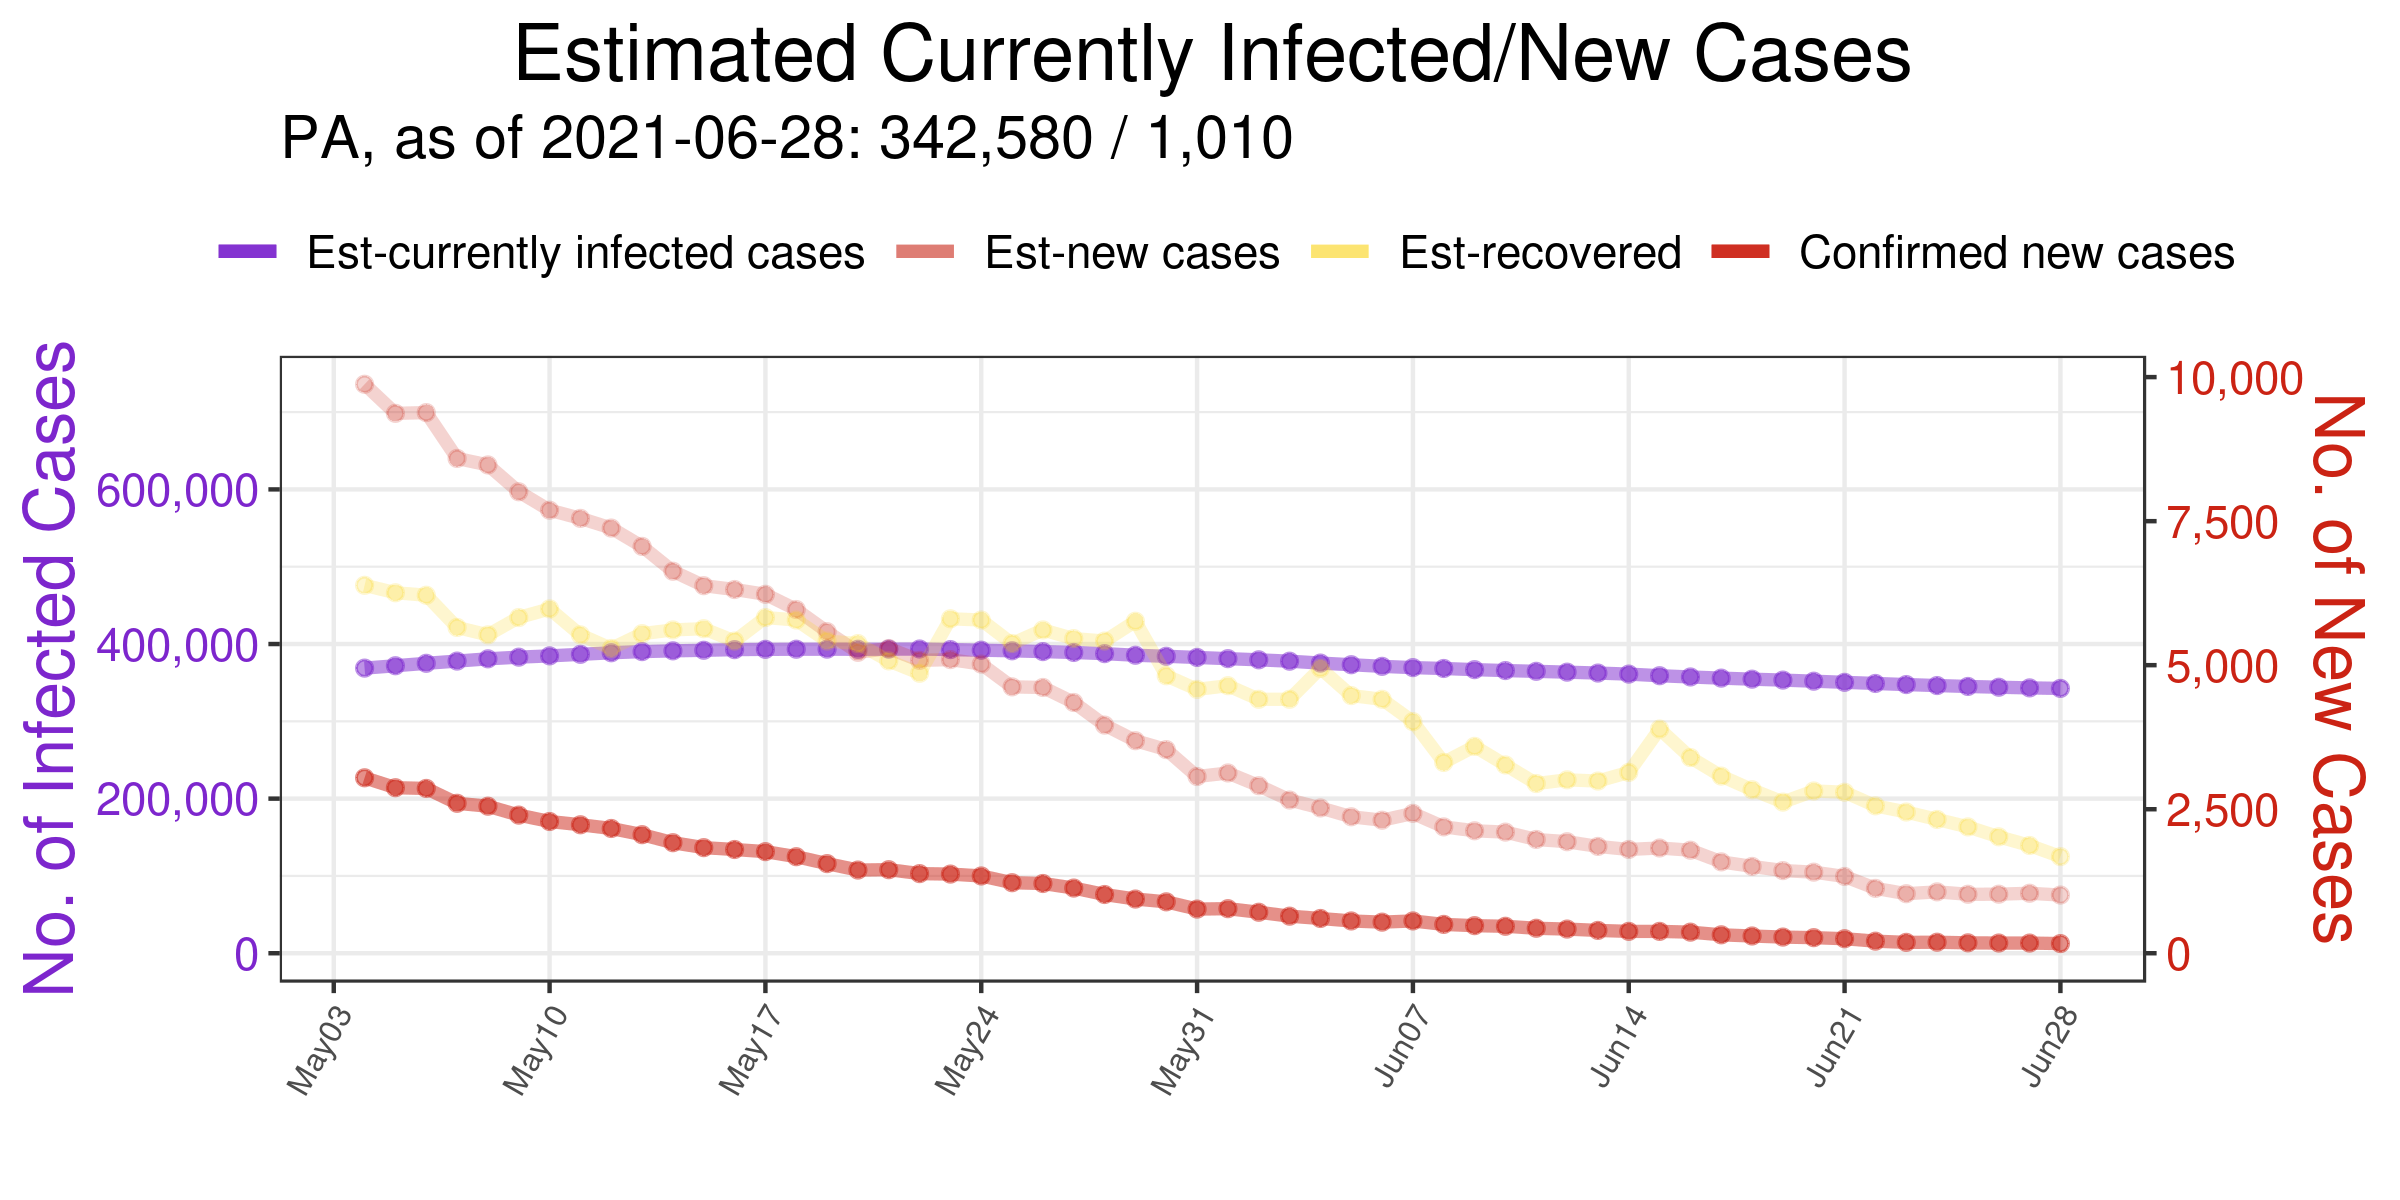 Estimated Currently Infected/New Cases
PA, as of 2021-06-28: 342,580 / 1,010
Est-currently infected cases Est-new cases Est-recovered Confirmed new cases
No. of Infected Cases
600,000
400,000
200,000
0
10,000
7,500
5,000
2,500
0
No. of New Cases
May03 May10 May17 May24 May31 Jun07 Jun14 Jun21 Jun28